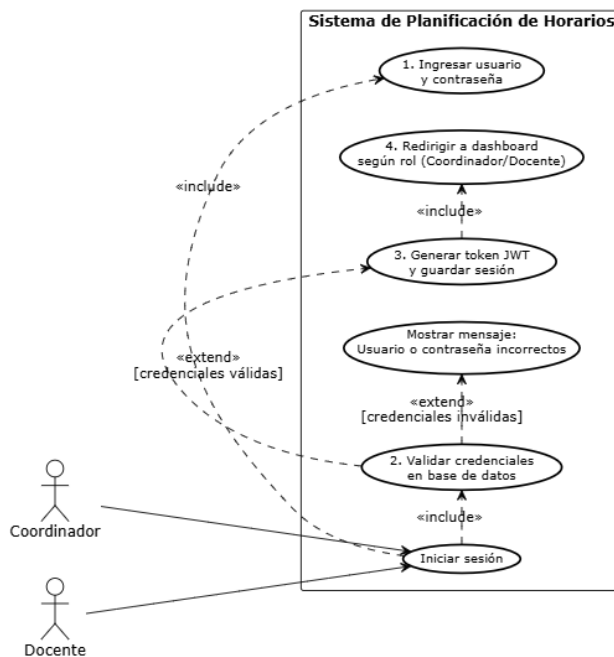 Sistema de Planificación de Horarios
1. Ingresar usuario
y contraseña
4. Redirigir a dashboard
según rol (Coordinador/Docente)
«include»
«include»
3. Generar token JWT
y guardar sesión
Mostrar mensaje:
Usuario o contraseña incorrectos
«extend»
[credenciales válidas]
«extend»
[credenciales inválidas]
2. Validar credenciales
en base de datos
«include»
Coordinador
Iniciar sesión
Docente